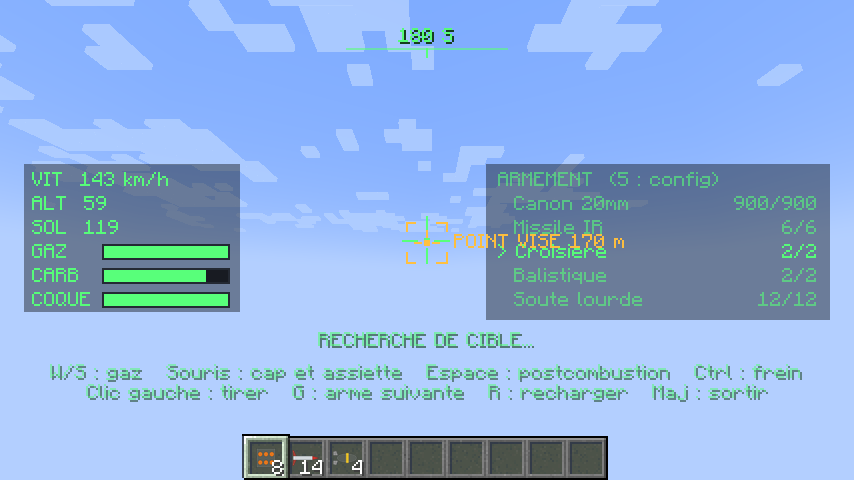 180 S
VIT 143 km/h
ALT 59
SOL 119
GAZ
CARB
COQUE
ARMEMENT (5 : config)
Canon 20mm 900/900
Missile IR 6/6
POINT VISE 170 m
> Croisière 2/2
Balistique 2/2
Soute lourde 12/12
RECHERCHE DE CIBLE...
W/S : gaz Souris : cap et assiette Espace : postcombustion Ctrl : frein
Clic gauche : tirer G : arme suivante R : recharger Maj : sortir
8 14 4